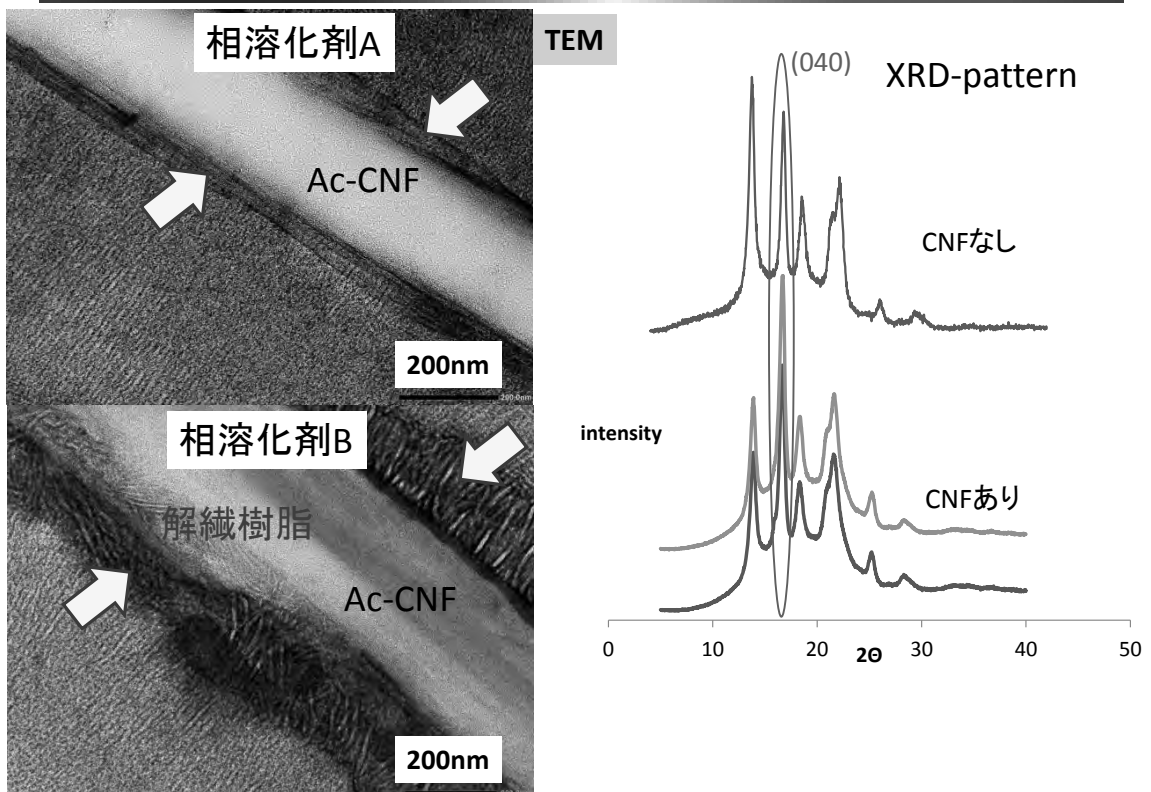 相溶化剤A
Ac-CNF
200nm
200.0nm
相溶化剤B
解繊樹脂
Ac-CNF
200nm
TEM
(040)
XRD-pattern
CNFなし
intensity
CNFあり
0 10 20 30 40 50
2Θ